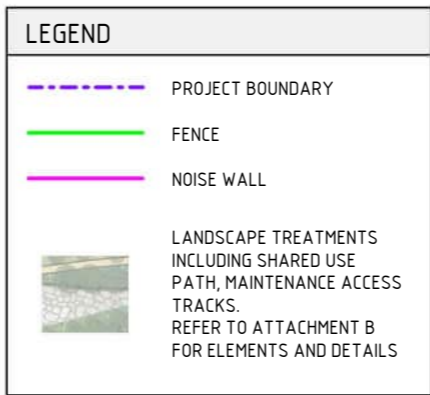 LEGEND
PROJECT BOUNDARY
FENCE
NOISE WALL
LANDSCAPE TREATMENTS
INCLUDING SHARED USE
PATH, MAINTENANCE ACCESS
TRACKS.
REFER TO ATTACHMENT B
FOR ELEMENTS AND DETAILS